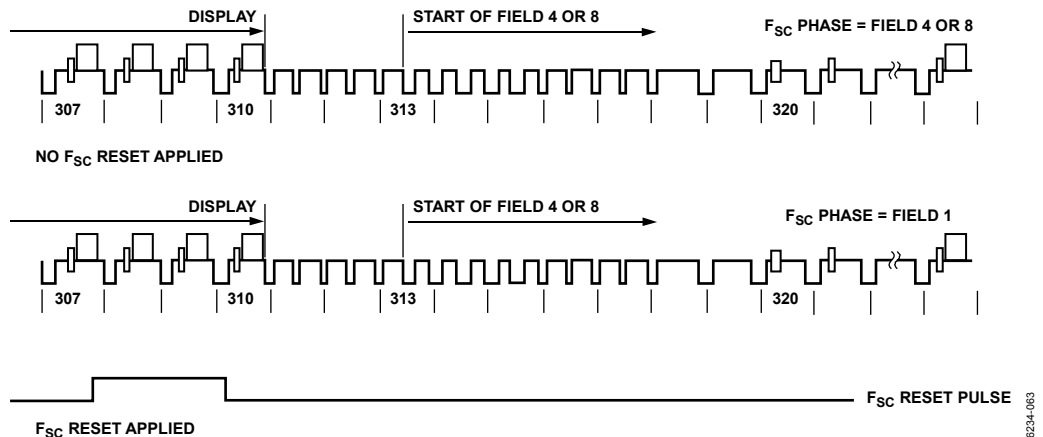 DISPLAY START OF FIELD 4 OR 8 FSC PHASE = FIELD 4 OR 8
307 310 313 320
NO FSC RESET APPLIED
DISPLAY START OF FIELD 4 OR 8 FSC PHASE = FIELD 1
307 310 313 320
FSC RESET PULSE
FSC RESET APPLIED
6234-063